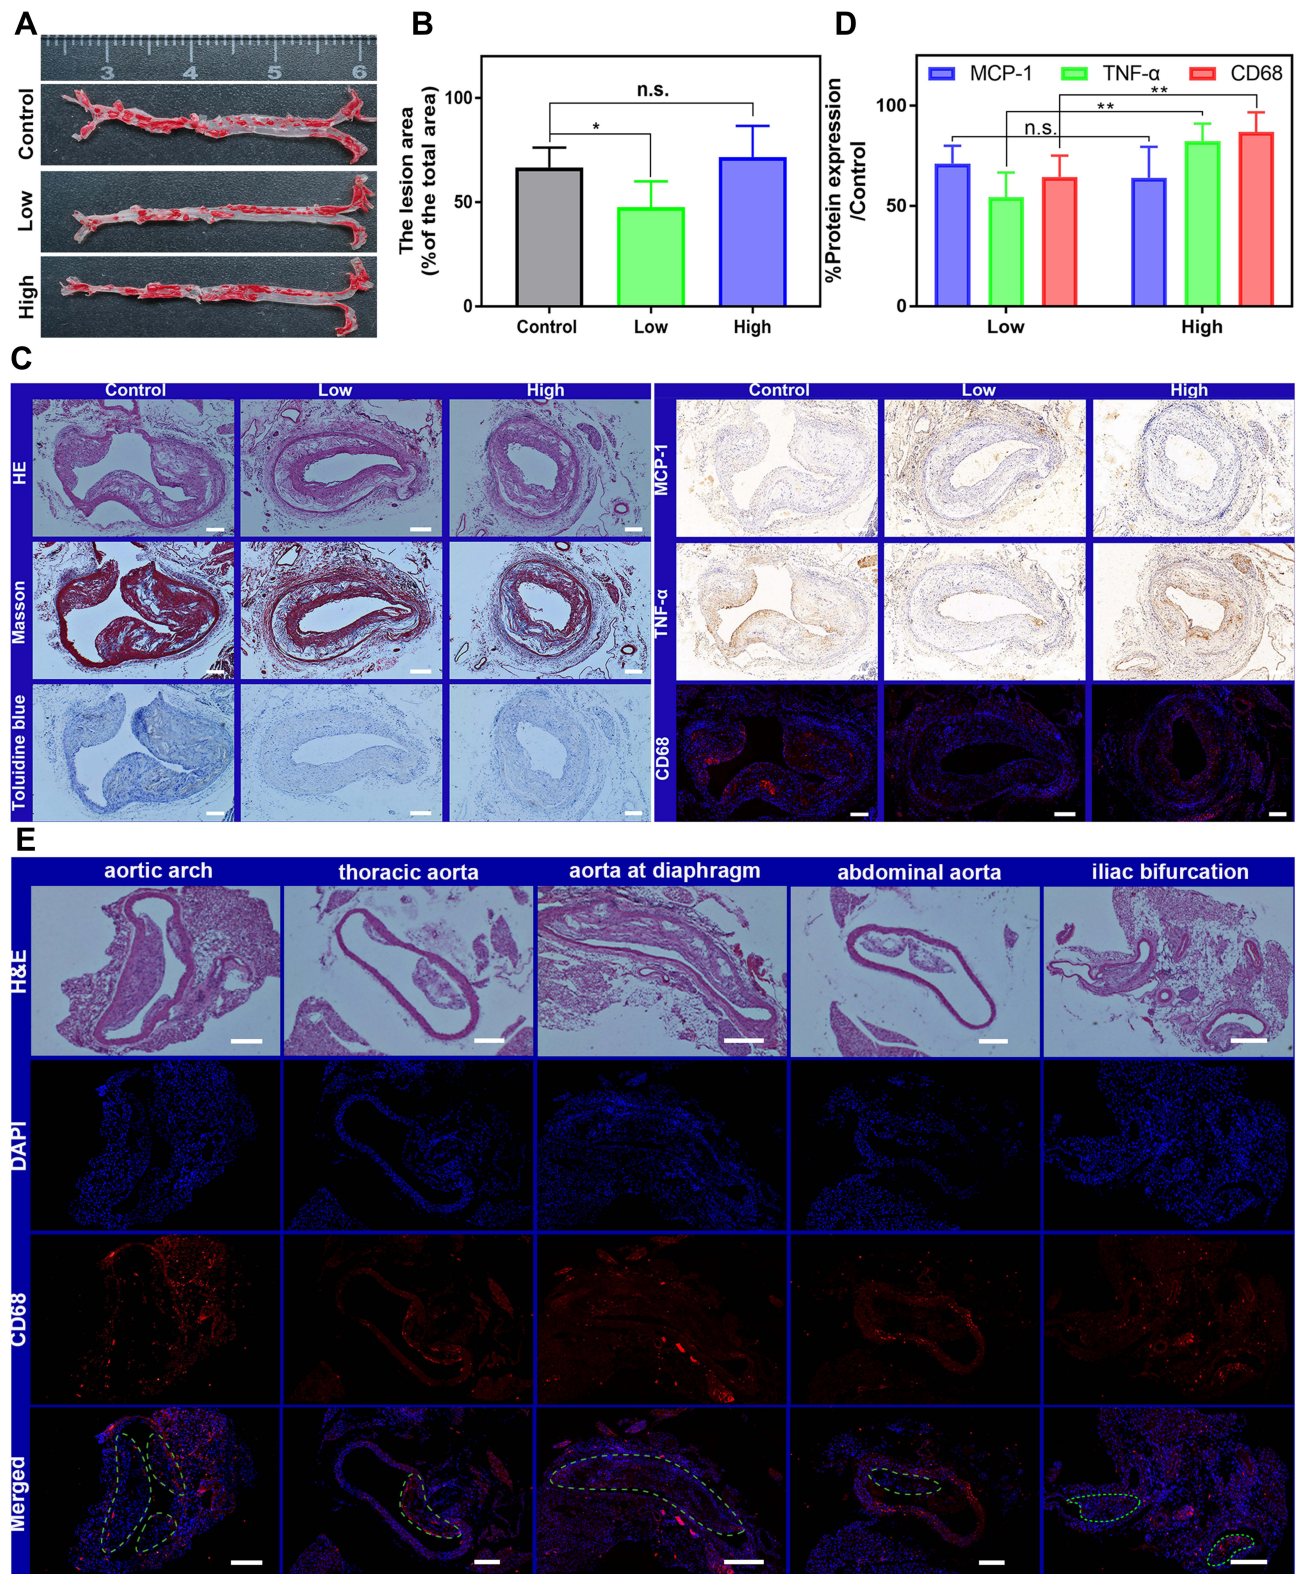 A
3 4 5 6
Control
Low
High
B
The lesion area
(%of the total area)
100
50
0
n.s.
*
Control Low High
D
%Protein expression
/Control
100
50
0
MCP-1 TNF-α CD68
**
**
n.s.
Low High
C
Control Low High
HE
Masson
Toluidine blue
Control Low High
MCP-1
TNF-α
CD68
E
aortic arch thoracic aorta aorta at diaphragm abdominal aorta iliac bifurcation
H&E
DAPI
CD68
Merged